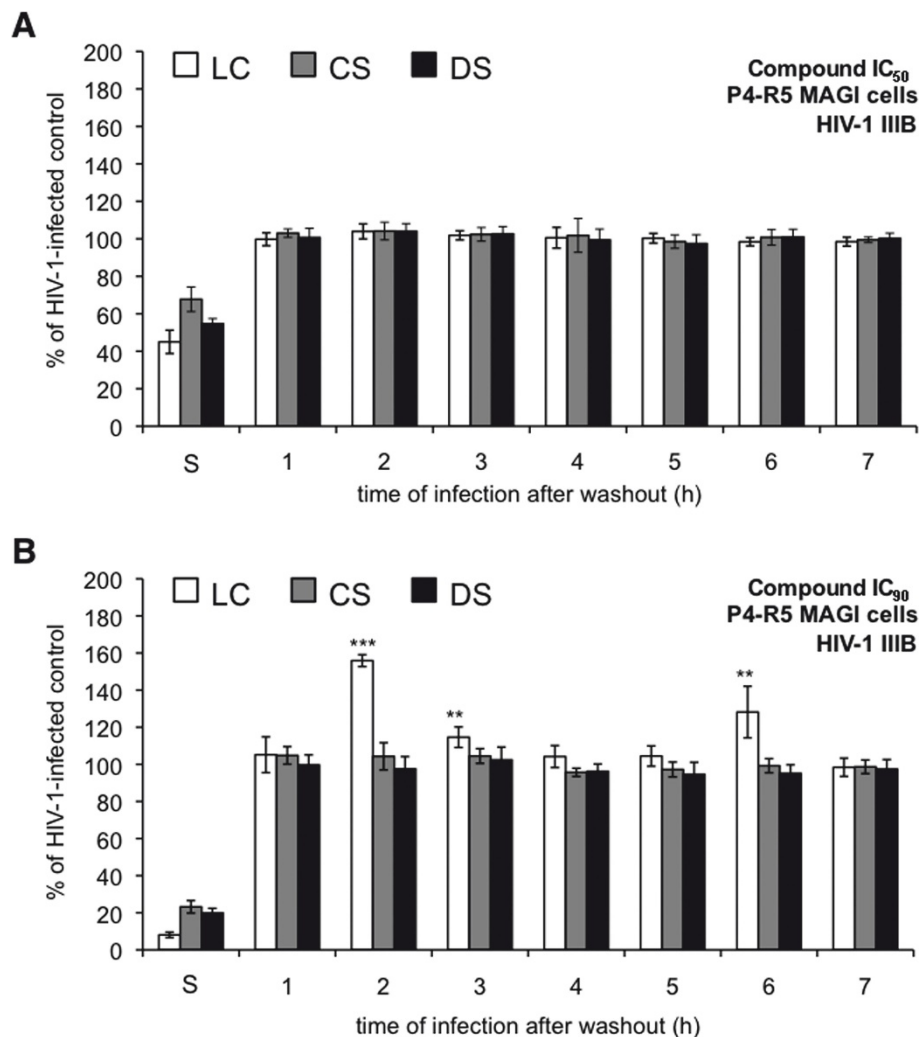 A
LC CS DS
Compound IC50
P4-R5 MAGI cells
HIV-1 IIIB
% of HIV-1-infected control
200
180
160
140
120
100
80
60
40
20
0
S 1 2 3 4 5 6 7
time of infection after washout (h)
B
LC CS DS
Compound IC90
P4-R5 MAGI cells
HIV-1 IIIB
% of HIV-1-infected control
200
180
160
140
120
100
80
60
40
20
0
***
**
**
S 1 2 3 4 5 6 7
time of infection after washout (h)